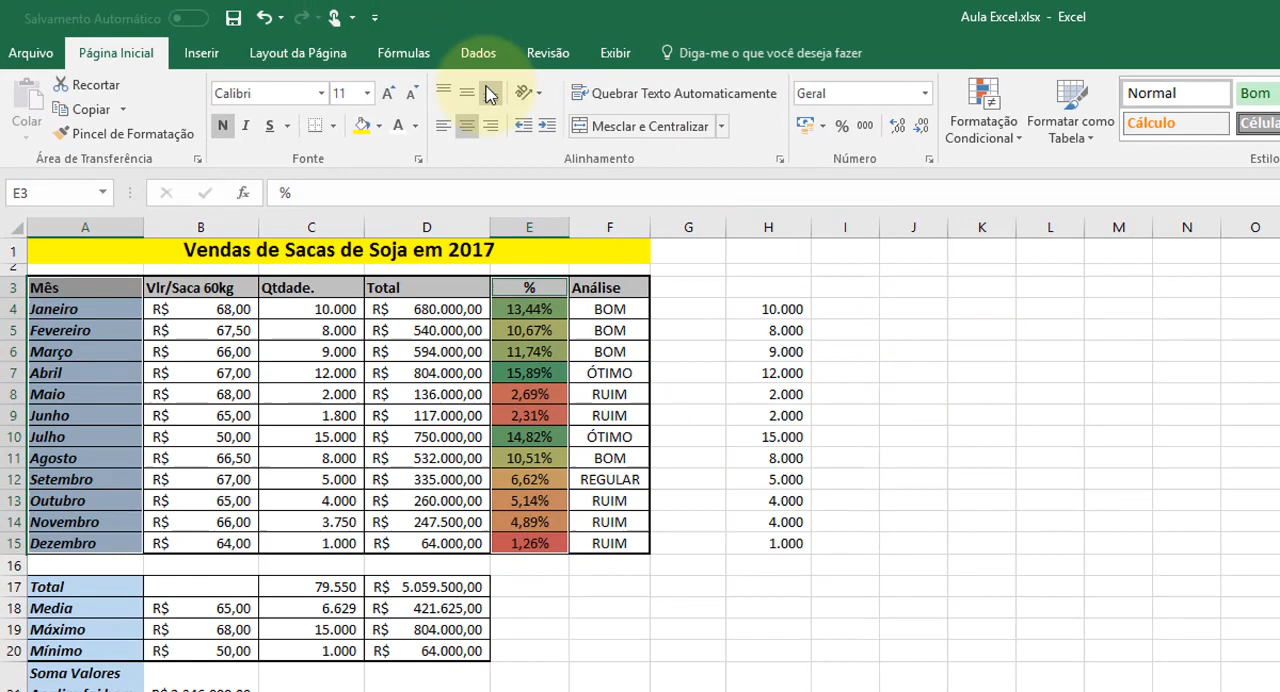 Salvamento Automático
Aula Excel.xlsx - Excel
Arquivo Página Inicial Inserir Layout da Página Fórmulas Dados Revisão Exibir Diga-me o que você deseja fazer
Colar
Recortar
Copiar
Pincel de Formatação
Área de Transferência
Calibri 11
N I S
Fonte
Quebrar Texto Automaticamente
Mesclar e Centralizar
Alinhamento
Geral
% 000
Número
Formatação Condicional
Formatar como Tabela
Normal Bom
Cálculo Célula
Estilo
E3 fx %
A B C D E F G H I J K L M N O
1 Vendas de Sacas de Soja em 2017
2
3 Mês Vlr/Saca 60kg Qtdade. Total % Análise
4 Janeiro R$ 68,00 10.000 R$ 680.000,00 13,44% BOM 10.000
5 Fevereiro R$ 67,50 8.000 R$ 540.000,00 10,67% BOM 8.000
6 Março R$ 66,00 9.000 R$ 594.000,00 11,74% BOM 9.000
7 Abril R$ 67,00 12.000 R$ 804.000,00 15,89% ÓTIMO 12.000
8 Maio R$ 68,00 2.000 R$ 136.000,00 2,69% RUIM 2.000
9 Junho R$ 65,00 1.800 R$ 117.000,00 2,31% RUIM 2.000
10 Julho R$ 50,00 15.000 R$ 750.000,00 14,82% ÓTIMO 15.000
11 Agosto R$ 66,50 8.000 R$ 532.000,00 10,51% BOM 8.000
12 Setembro R$ 67,00 5.000 R$ 335.000,00 6,62% REGULAR 5.000
13 Outubro R$ 65,00 4.000 R$ 260.000,00 5,14% RUIM 4.000
14 Novembro R$ 66,00 3.750 R$ 247.500,00 4,89% RUIM 4.000
15 Dezembro R$ 64,00 1.000 R$ 64.000,00 1,26% RUIM 1.000
16
17 Total 79.550 R$ 5.059.500,00
18 Media R$ 65,00 6.629 R$ 421.625,00
19 Máximo R$ 68,00 15.000 R$ 804.000,00
20 Mínimo R$ 50,00 1.000 R$ 64.000,00
Soma Valores